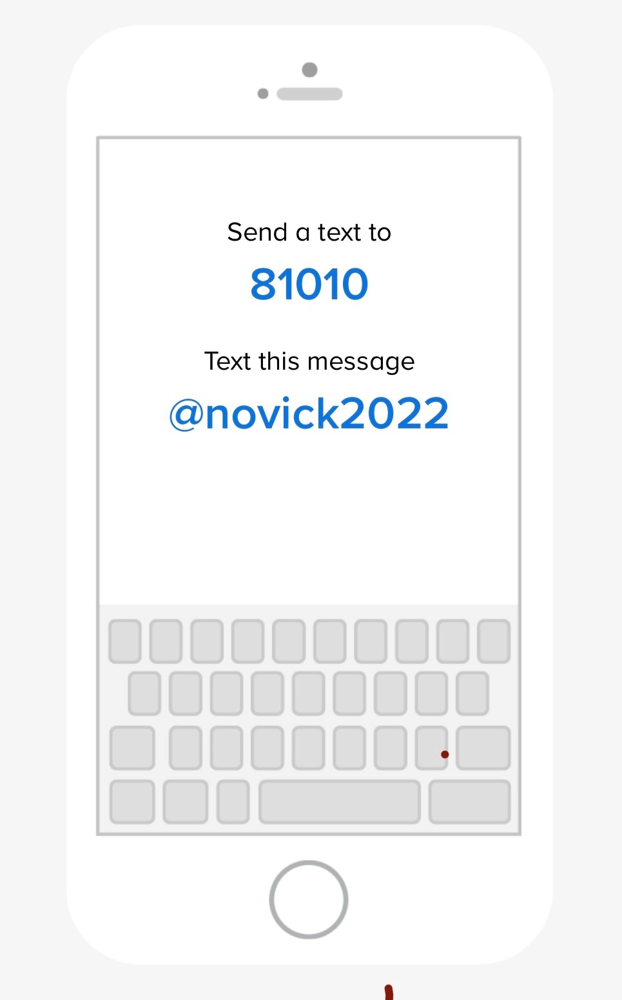 Send a text to
81010
Text this message
@novick2022